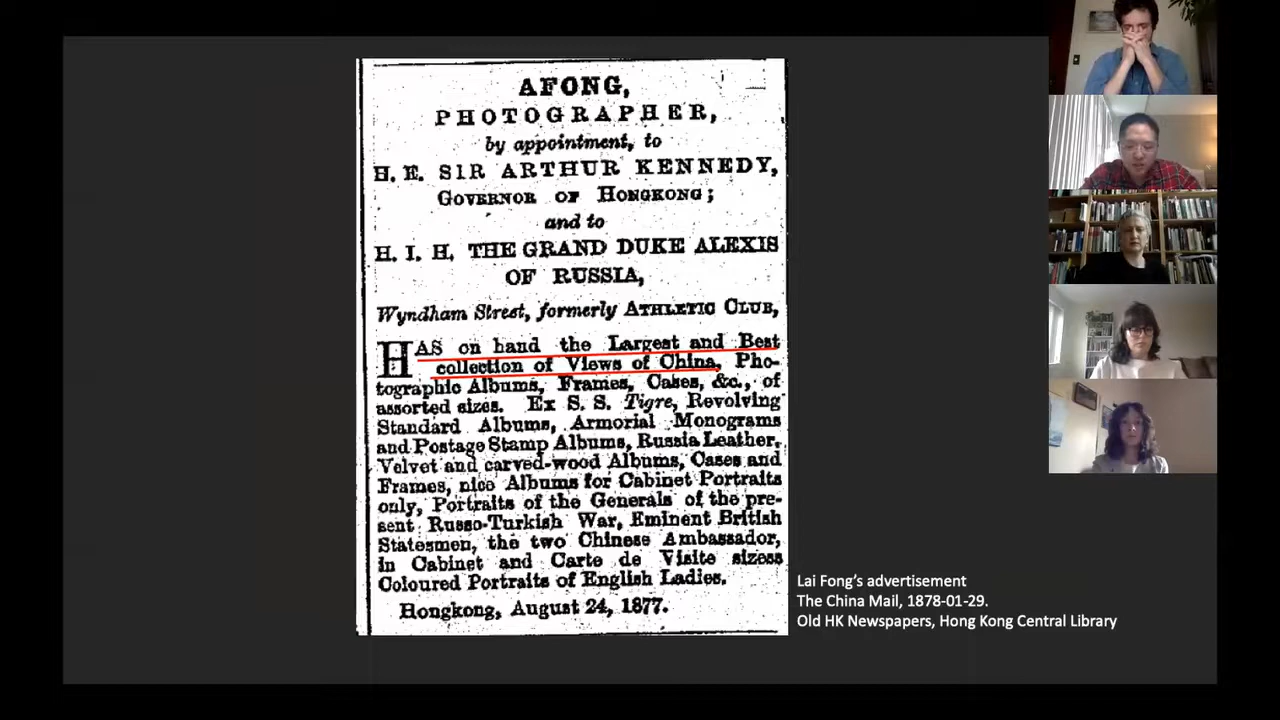 AFONG,
PHOTOGRAPHER,
by appointment, to
H. E. SIR ARTHUR KENNEDY,
GOVERNOR OF HONGKONG;
and to
H. I. H. THE GRAND DUKE ALEXIS
OF RUSSIA,
Wyndham Street, formerly ATHLETIC CLUB,
HAS on hand the Largest and Best
collection of Views of China, Pho-
tographic Albums, Frames, Cases, &c., of
assorted sizes. Ex S. S. Tigre, Revolving
Standard Albums, Armorial Monograms
and Postage Stamp Albums, Russia Leather,
Velvet and carved-wood Albums, Cases and
Frames, nice Albums for Cabinet Portraits
only, Portraits of the Generals of the pre-
sent Russo-Turkish War, Eminent British
Statesmen, the two Chinese Ambassador,
in Cabinet and Carte de Visite sizess
Coloured Portraits of English Ladies.
Hongkong, August 24, 1877.
Lai Fong's advertisement
The China Mail, 1878-01-29.
Old HK Newspapers, Hong Kong Central Library